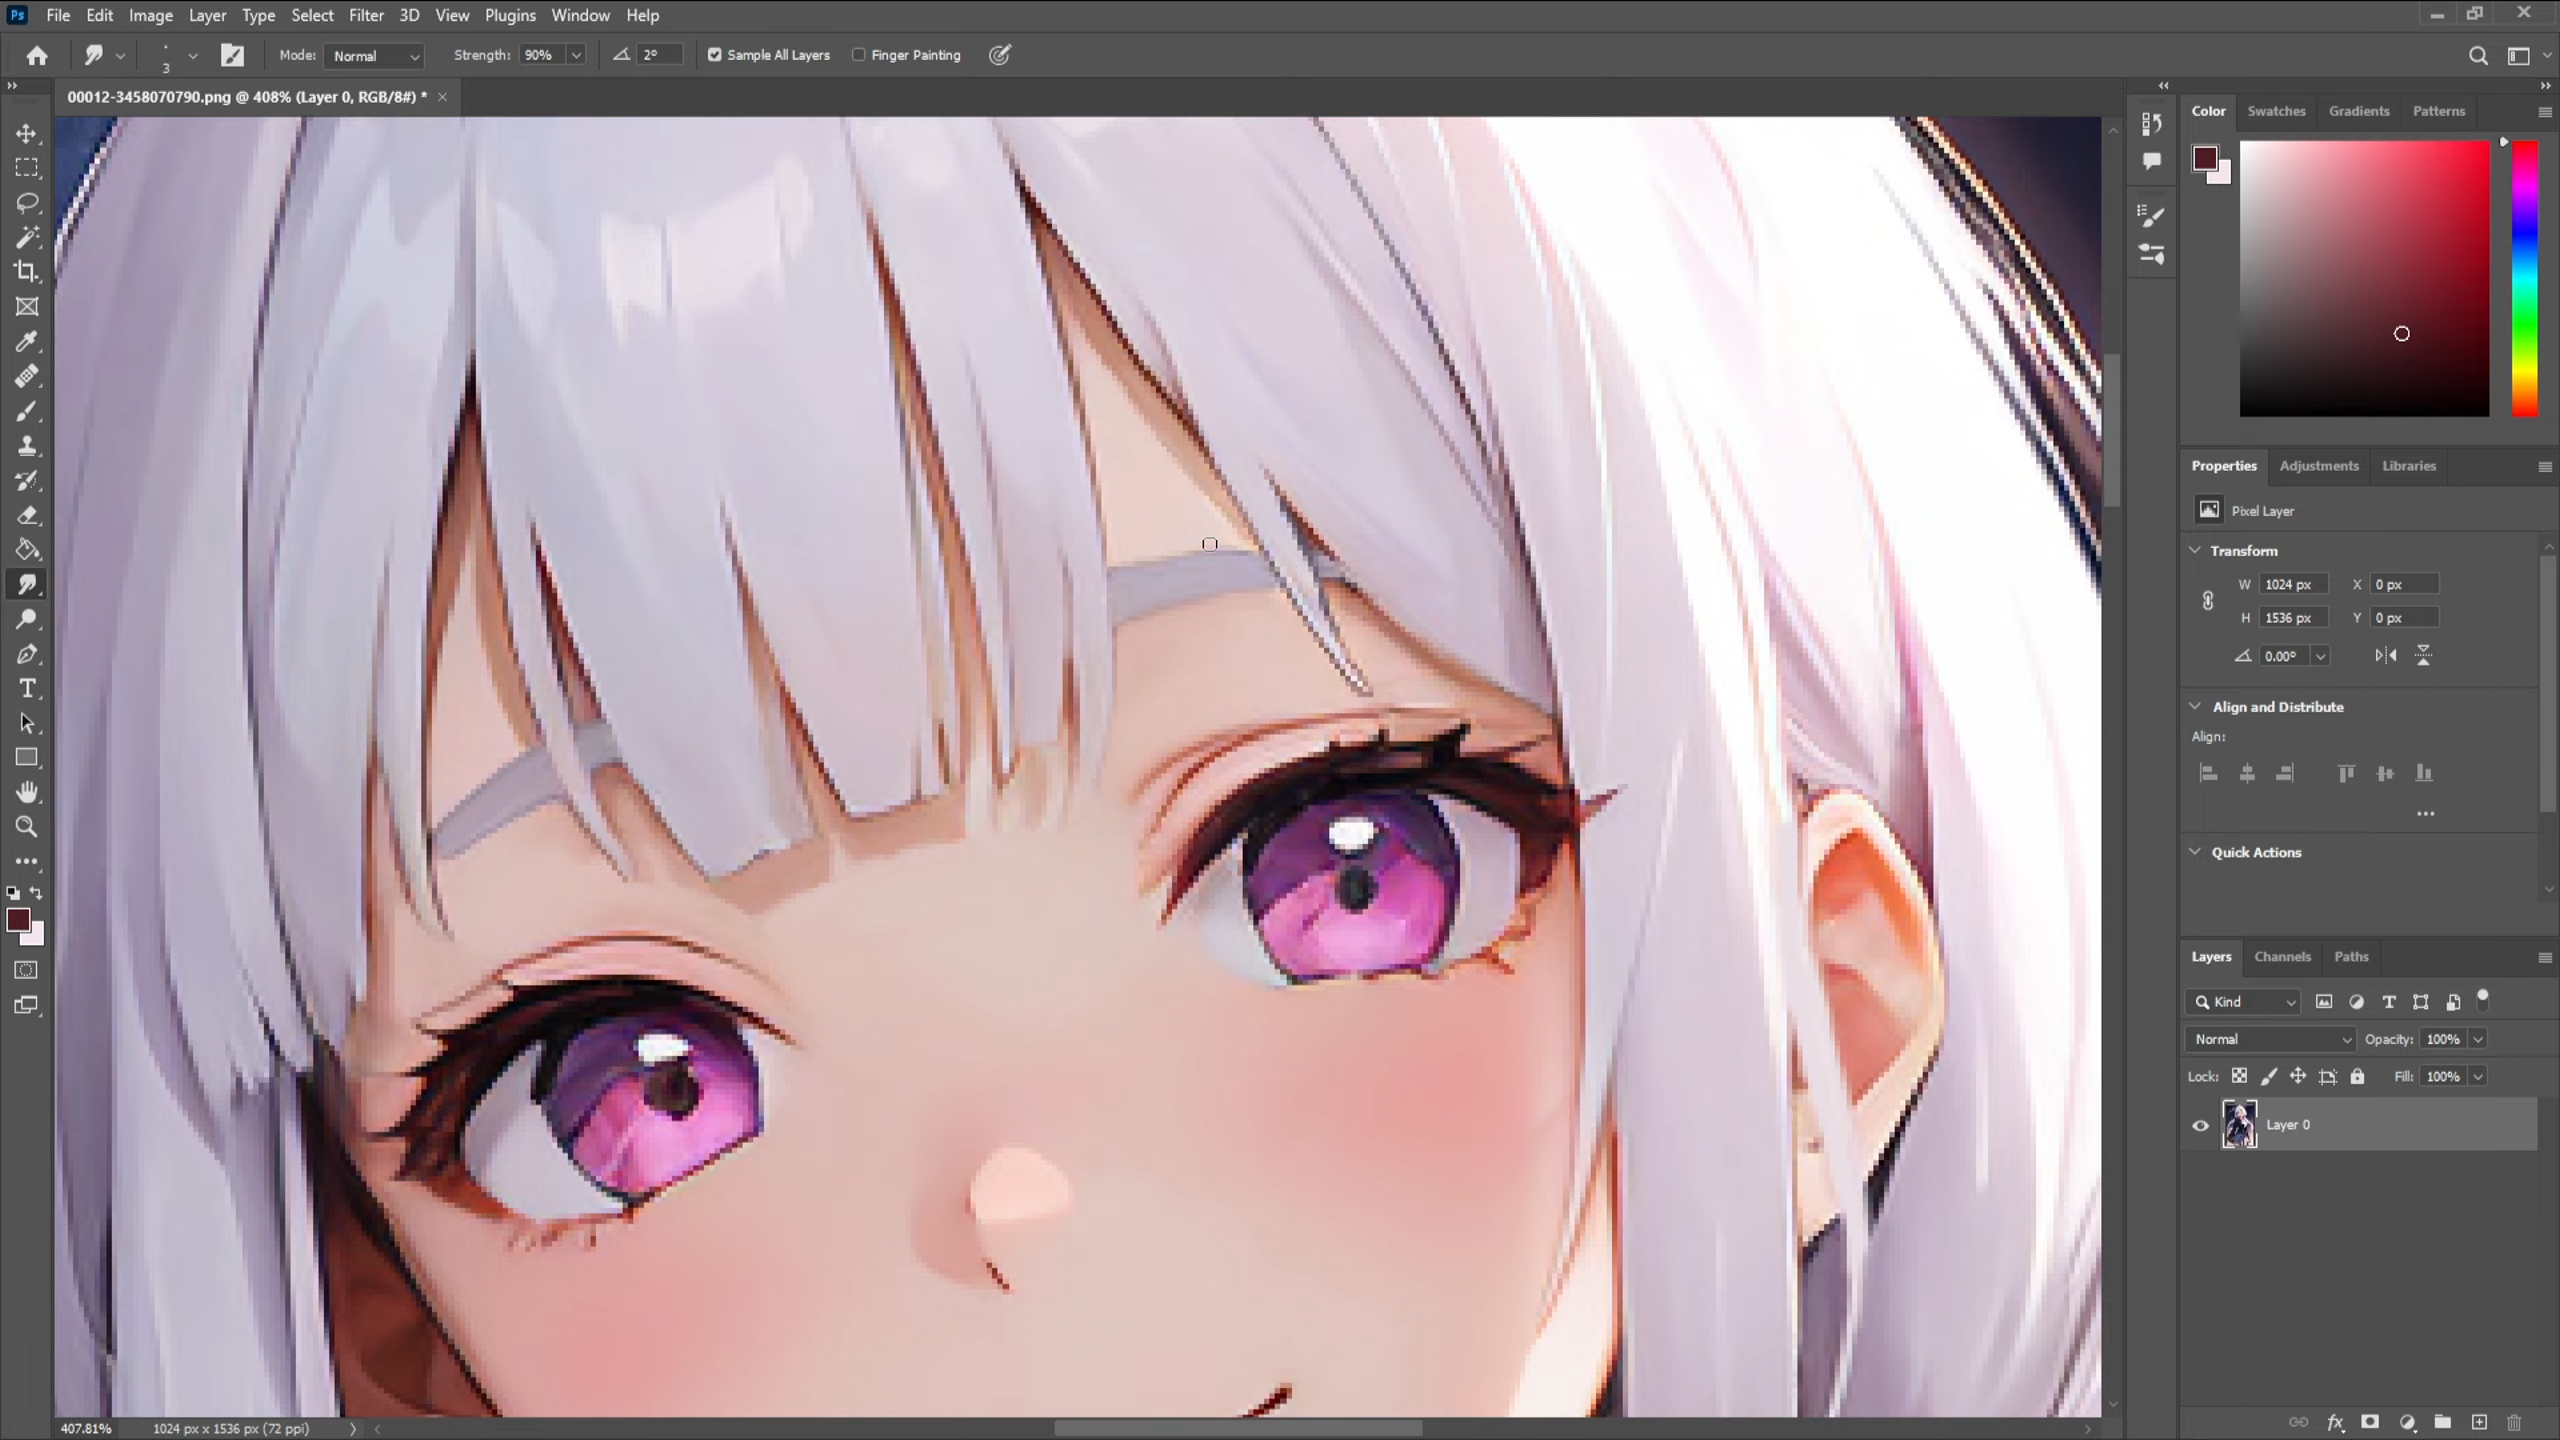 Ps File Edit Image Layer Type Select Filter 3D View Plugins Window Help
3 Mode: Normal Strength: 90% 2° Sample All Layers Finger Painting
00012-3458070790.png @ 408% (Layer 0, RGB/8#) * ×
Color Swatches Gradients Patterns
Properties Adjustments Libraries
Pixel Layer
Transform
W 1024 px X 0 px
H 1536 px Y 0 px
0.00°
Align and Distribute
Align:
Quick Actions
Layers Channels Paths
Kind
Normal Opacity: 100%
Lock: Fill: 100%
Layer 0
407.81% 1024 px x 1536 px (72 ppi)